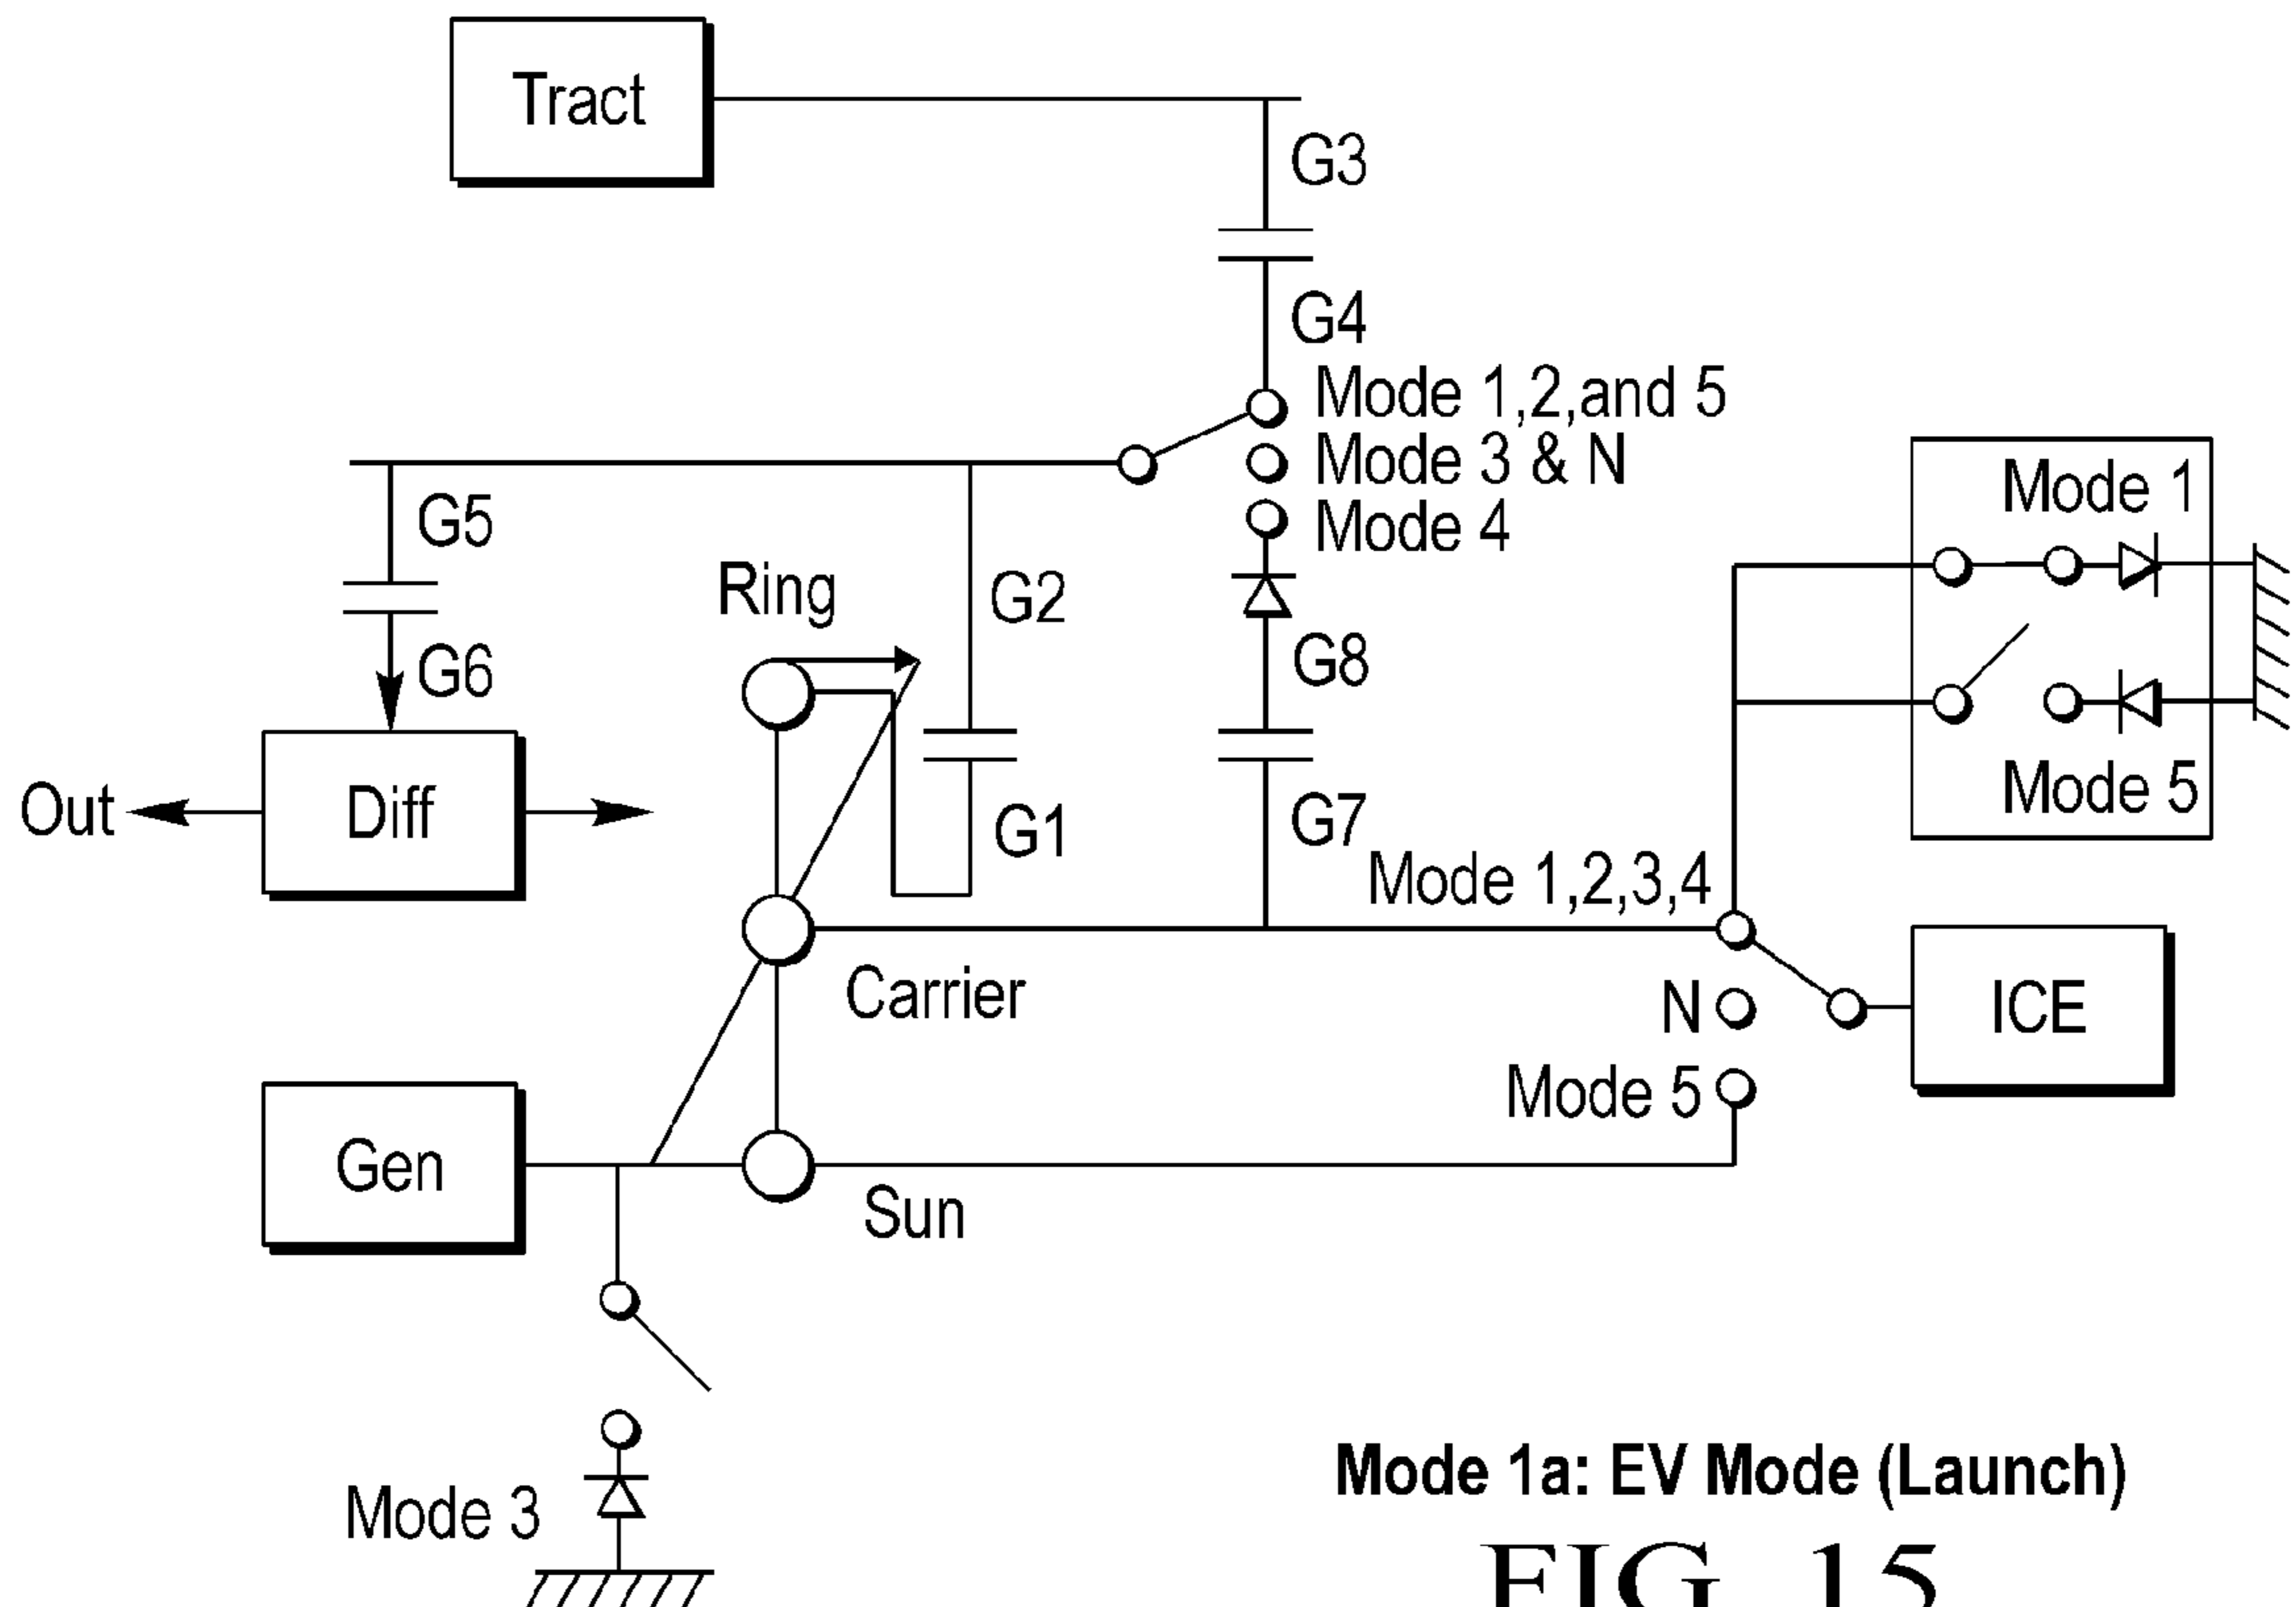 Tract
G3
G4
Mode 1,2,and 5
Mode 3 & N
Mode 4
Mode 1
G5
Ring
G2
G6
G8
Mode 5
Out
Diff
G1
G7
Mode 1,2,3,4
Carrier
N
ICE
Mode 5
Gen
Sun
Mode 3
Mode 1a: EV Mode (Launch)
FIG. 15